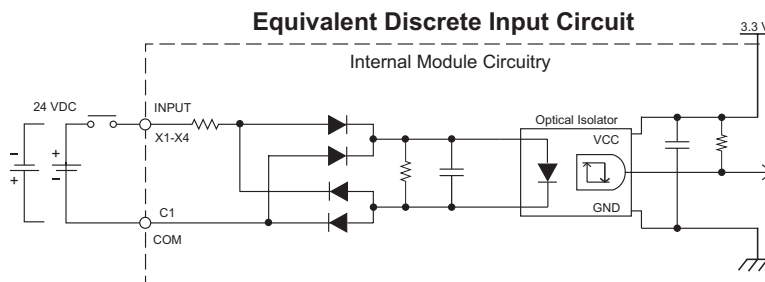 Equivalent Discrete Input Circuit
3.3 V
Internal Module Circuitry
24 VDC
INPUT
X1-X4
Optical Isolator
VCC
GND
C1
COM